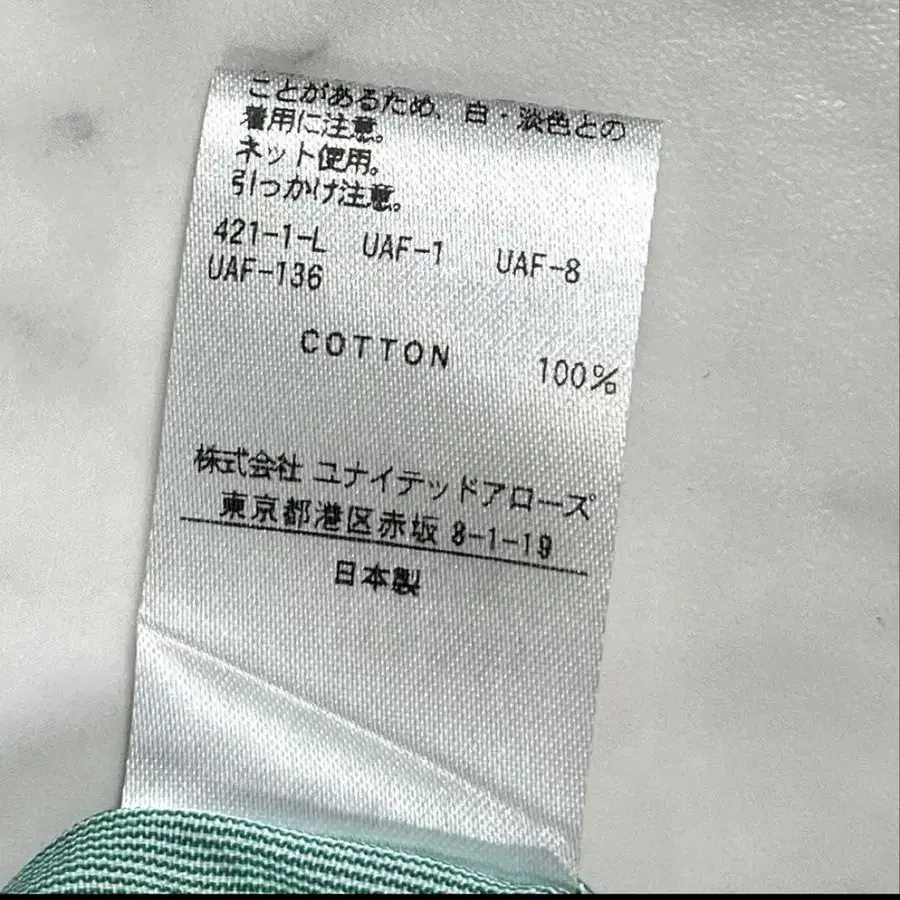 ことがあるため、白・淡色との
着用に注意。
ネット使用。
引っかけ注意。
421-1-L UAF-1 UAF-8
UAF-136
COTTON 100%
株式会社 ユナイテッドアローズ
東京都港区赤坂 8-1-19
日本製